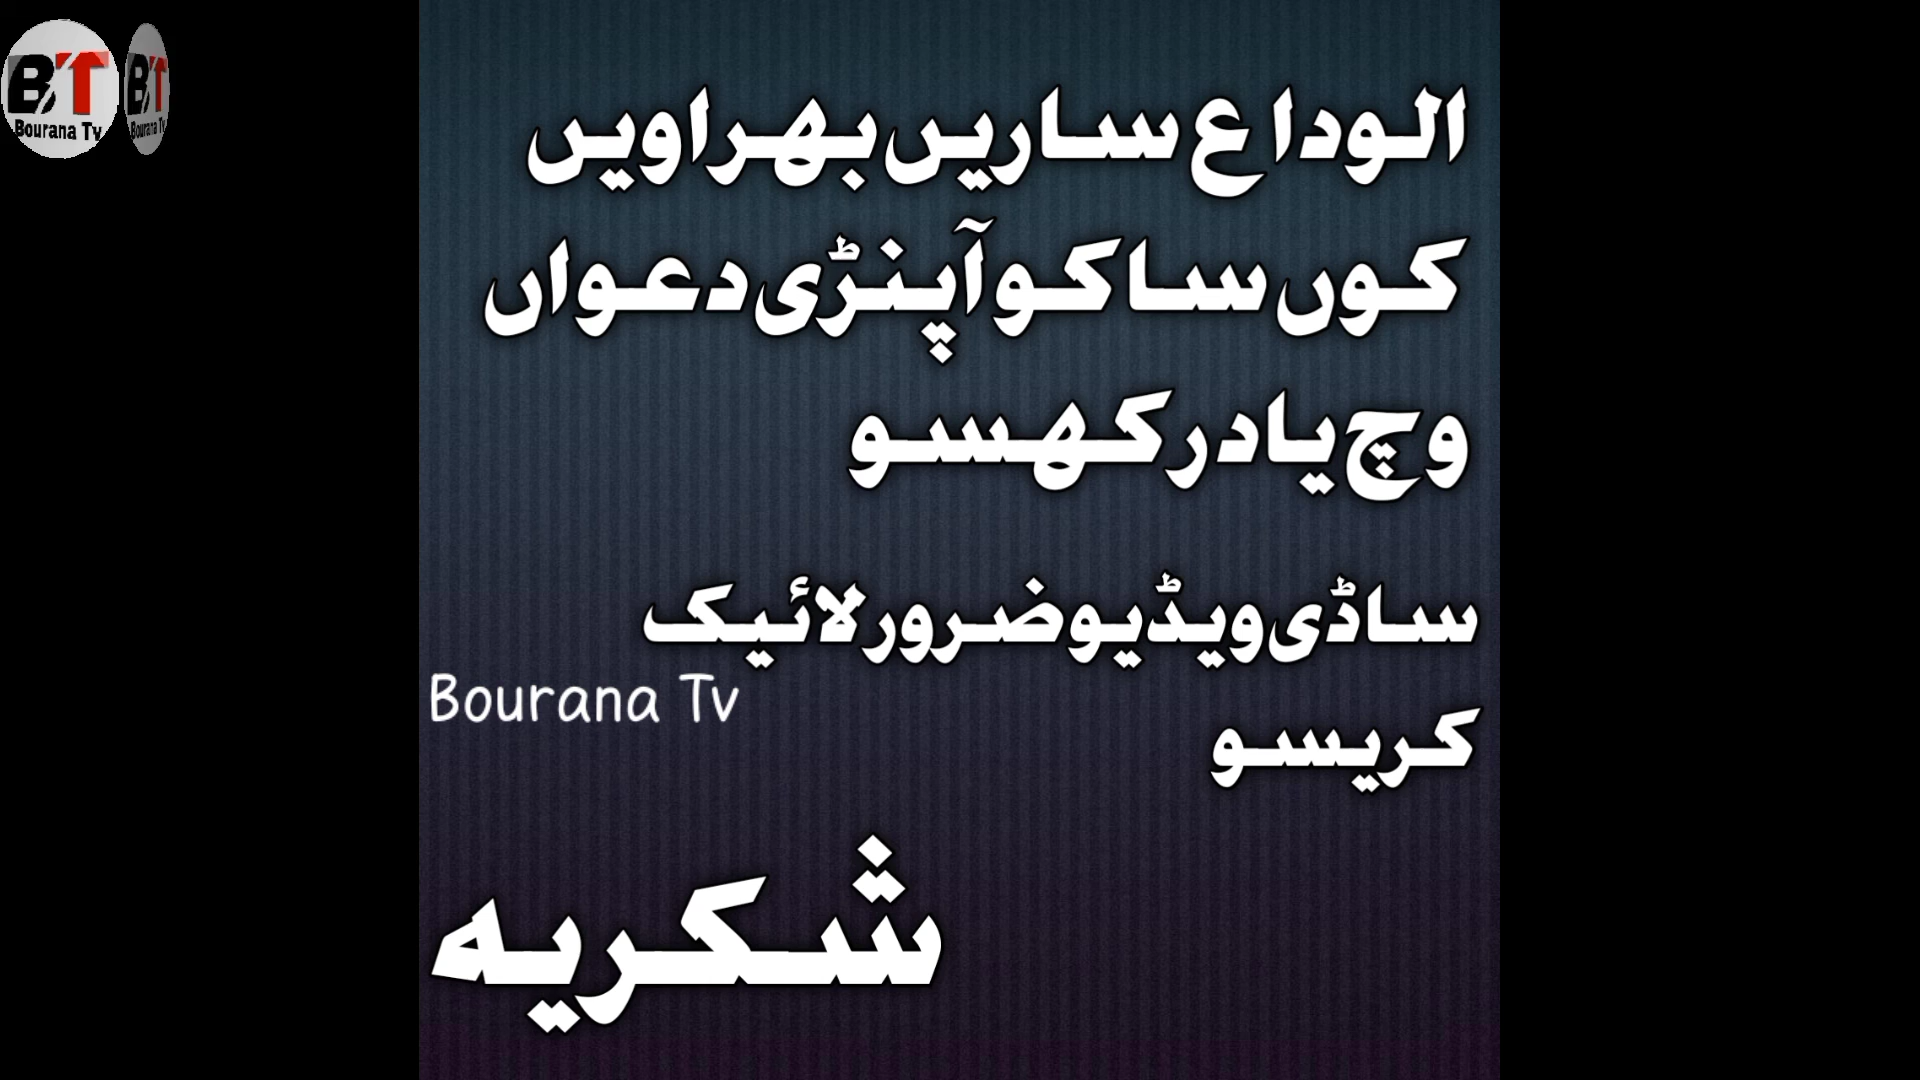 BT
Bourana Tv
BT
Bourana Tv
الوداع ساریں بھراویں
کوں ساکو آپنڑی دعواں
وچ یاد رکھسو
ساڈی ویڈیو ضرور لائیک
Bourana Tv
کریسو
شکریہ